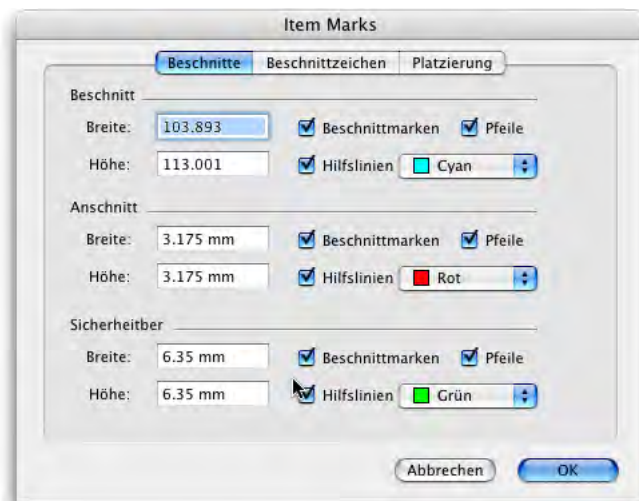 Item Marks
Beschnitte Beschnittzeichen Platzierung
Beschnitt
Breite: 103.893 Beschnittmarken Pfeile
Höhe: 113.001 Hilfslinien Cyan
Anschnitt
Breite: 3.175 mm Beschnittmarken Pfeile
Höhe: 3.175 mm Hilfslinien Rot
Sicherheitber
Breite: 6.35 mm Beschnittmarken Pfeile
Höhe: 6.35 mm Hilfslinien Grün
Abbrechen OK